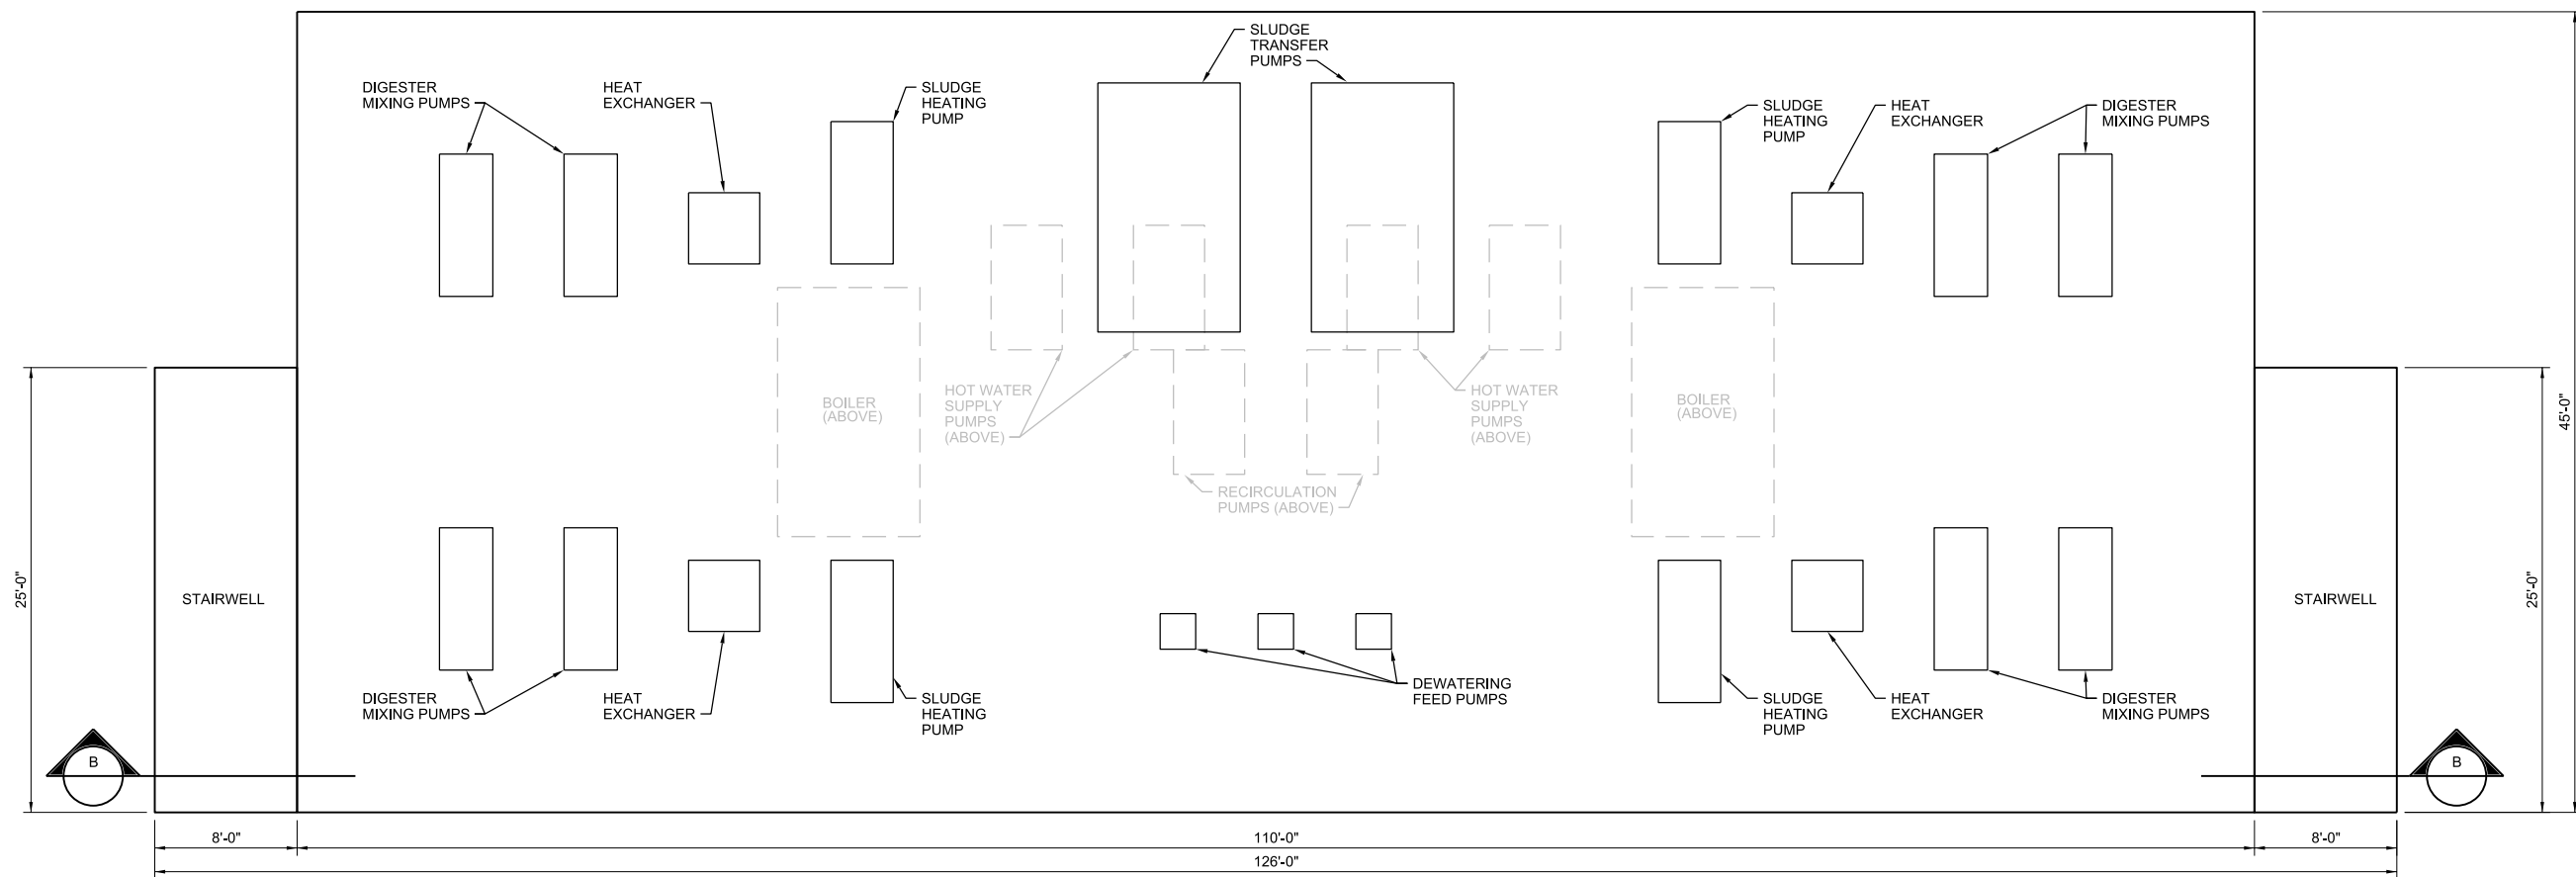 SLUDGE
TRANSFER
PUMPS
DIGESTER
MIXING PUMPS
HEAT
EXCHANGER
SLUDGE
HEATING
PUMP
SLUDGE
HEATING
PUMP
HEAT
EXCHANGER
DIGESTER
MIXING PUMPS
BOILER
(ABOVE)
HOT WATER
SUPPLY
PUMPS
(ABOVE)
HOT WATER
SUPPLY
PUMPS
(ABOVE)
BOILER
(ABOVE)
45'-0"
RECIRCULATION
PUMPS (ABOVE)
25'-0"
STAIRWELL
STAIRWELL
25'-0"
DIGESTER
MIXING PUMPS
HEAT
EXCHANGER
SLUDGE
HEATING
PUMP
DEWATERING
FEED PUMPS
SLUDGE
HEATING
PUMP
HEAT
EXCHANGER
DIGESTER
MIXING PUMPS
B
B
8'-0"
110'-0"
8'-0"
126'-0"